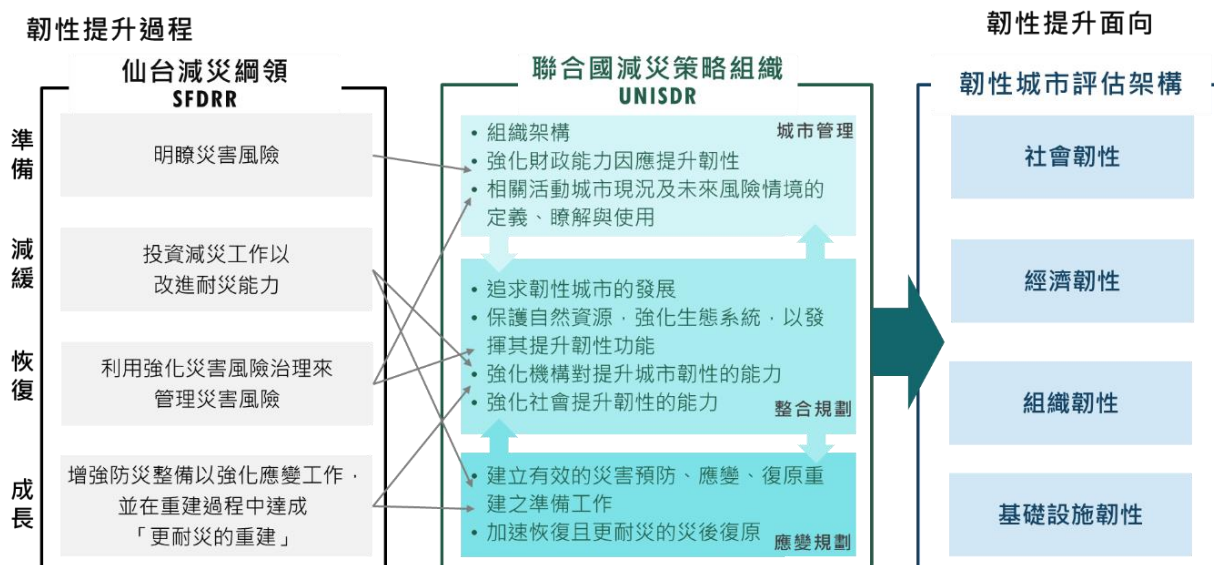 韌性提升過程
仙台減災綱領
SFDRR
準備
明瞭災害風險
減緩
投資減災工作以
改進耐災能力
恢復
利用強化災害風險治理來
管理災害風險
成長
增強防災整備以強化應變工作，
並在重建過程中達成
「更耐災的重建」
聯合國減災策略組織
UNISDR
城市管理
• 組織架構
• 強化財政能力因應提升韌性
• 相關活動城市現況及未來風險情境的
定義、瞭解與使用
• 追求韌性城市的發展
• 保護自然資源，強化生態系統，以發
揮其提升韌性功能
• 強化機構對提升城市韌性的能力
• 強化社會提升韌性的能力
整合規劃
• 建立有效的災害預防、應變、復原重
建之準備工作
• 加速恢復且更耐災的災後復原
應變規劃
韌性提升面向
韌性城市評估架構
社會韌性
經濟韌性
組織韌性
基礎設施韌性